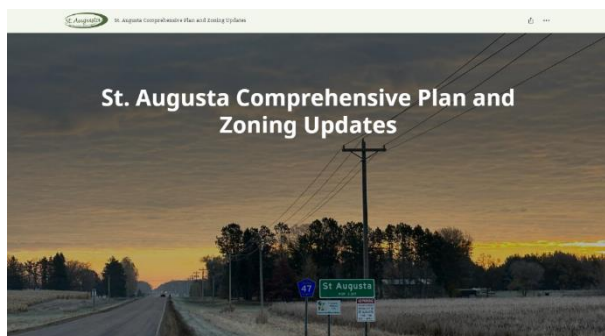 St. Augusta
St. Augusta Comprehensive Plan and Zoning Updates
St. Augusta Comprehensive Plan and
Zoning Updates
47
St Augusta